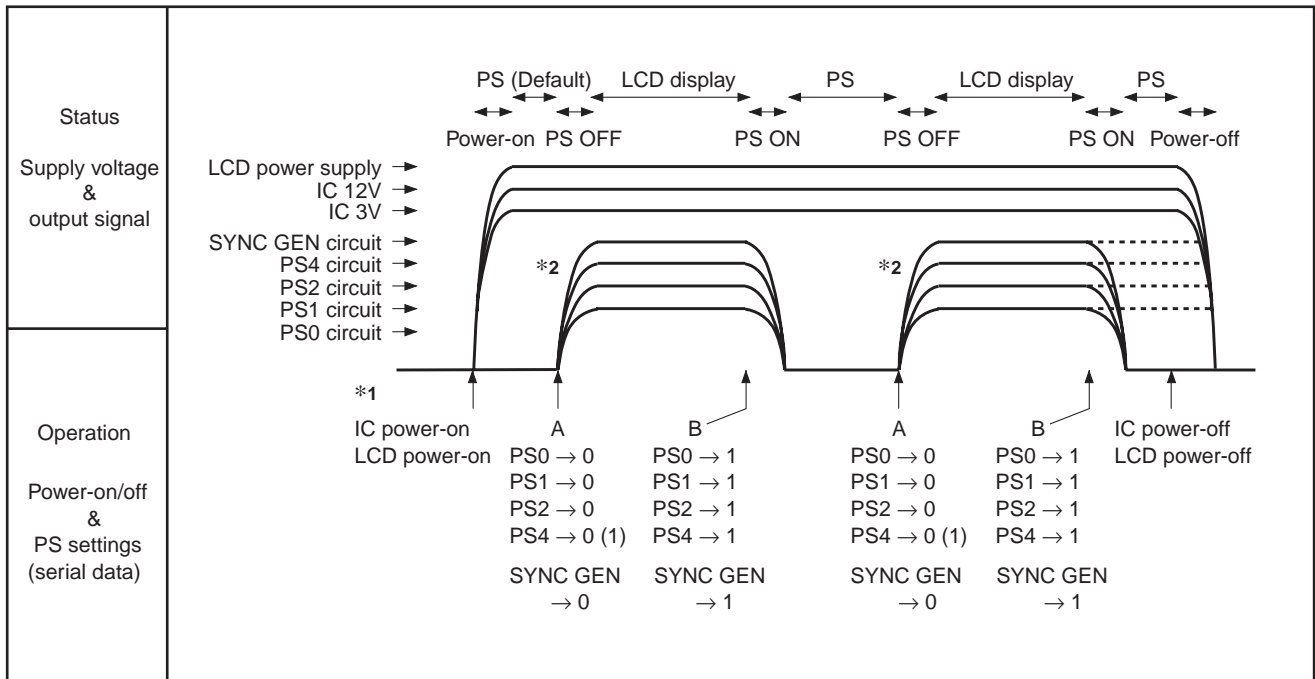 Status
Supply voltage
&
output signal
Operation
Power-on/off
&
PS settings
(serial data)
PS (Default) LCD display PS LCD display PS
Power-on PS OFF PS ON PS OFF PS ON Power-off
LCD power supply →
IC 12V →
IC 3V →
SYNC GEN circuit →
PS4 circuit →
PS2 circuit →
PS1 circuit →
PS0 circuit →
*2 *2
*1
IC power-on A B A B IC power-off
LCD power-on PS0 → 0 PS0 → 1 PS0 → 0 PS0 → 1 LCD power-off
PS1 → 0 PS1 → 1 PS1 → 0 PS1 → 1
PS2 → 0 PS2 → 1 PS2 → 0 PS2 → 1
PS4 → 0 (1) PS4 → 1 PS4 → 0 (1) PS4 → 1
SYNC GEN SYNC GEN SYNC GEN SYNC GEN
→ 0 → 1 → 0 → 1